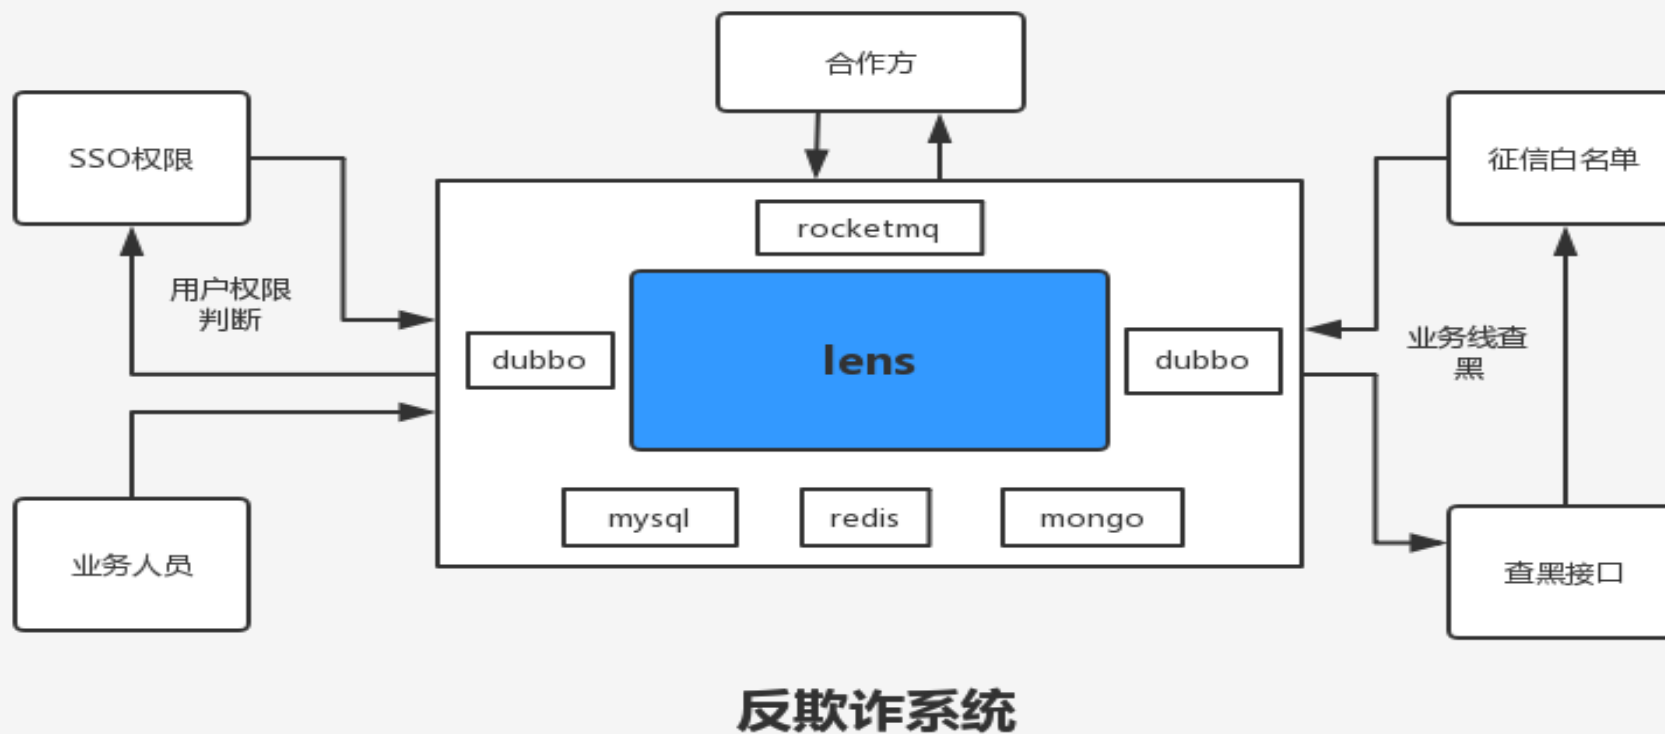 合作方
SSO权限
征信白名单
rocketmq
用户权限
判断
dubbo
lens
dubbo
业务线查
黑
mysql
redis
mongo
业务人员
查黑接口
反欺诈系统